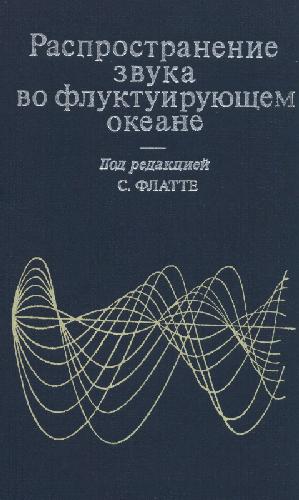 Распространение
звука
во флуктуирующем
океане
Под редакцией
С. ФЛАТТЕ